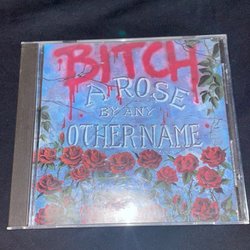 BITCH
A ROSE
BY ANY
OTHER NAME